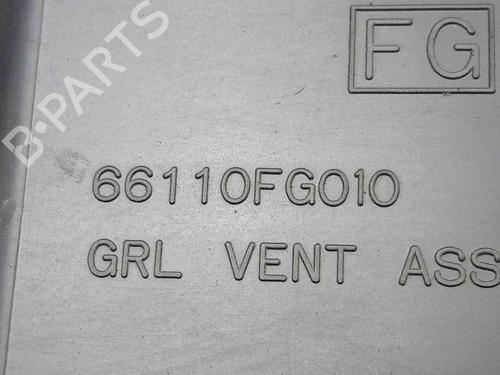 FG
B-PARTS
66110FG010
GRL VENT ASS